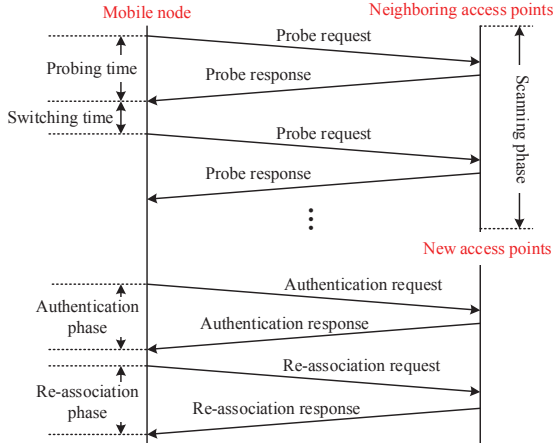 Mobile node
Neighboring access points
Probe request
Probing time
Probe response
Switching time
Probe request
Scanning phase
Probe response
New access points
Authentication request
Authentication
phase
Authentication response
Re-association request
Re-association
phase
Re-association response